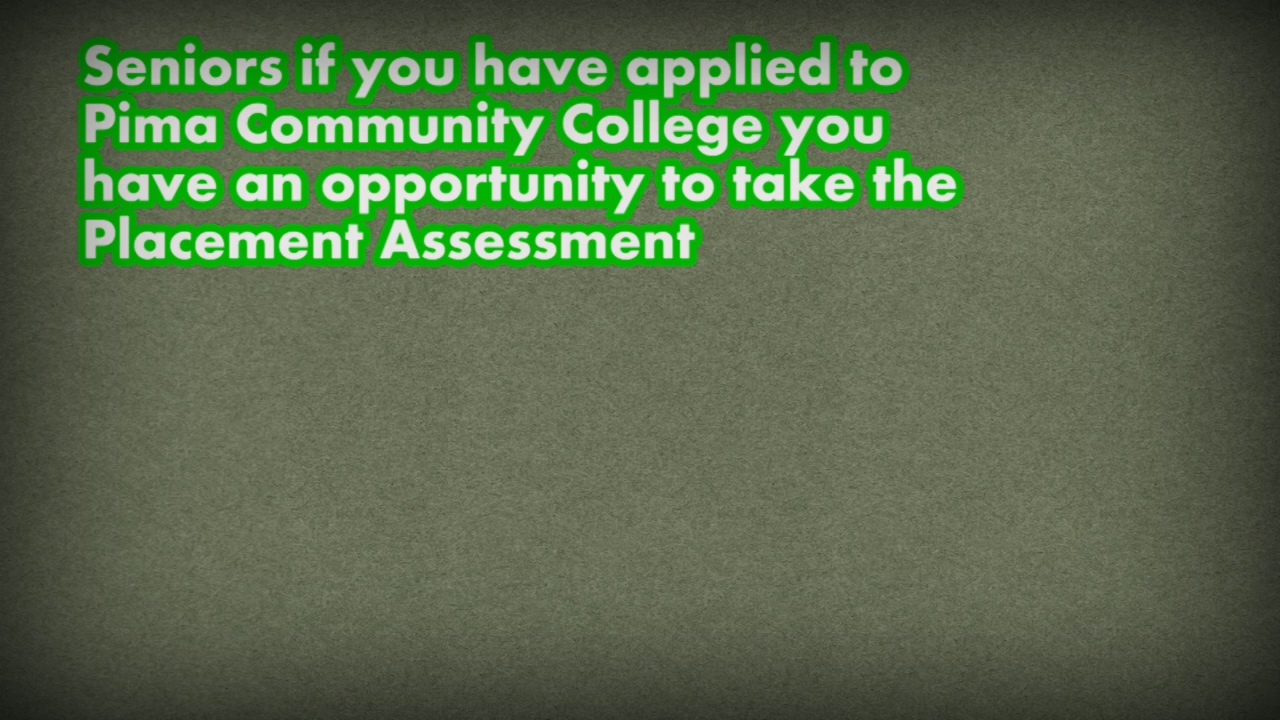 Seniors if you have applied to
Pima Community College you
have an opportunity to take the
Placement Assessment